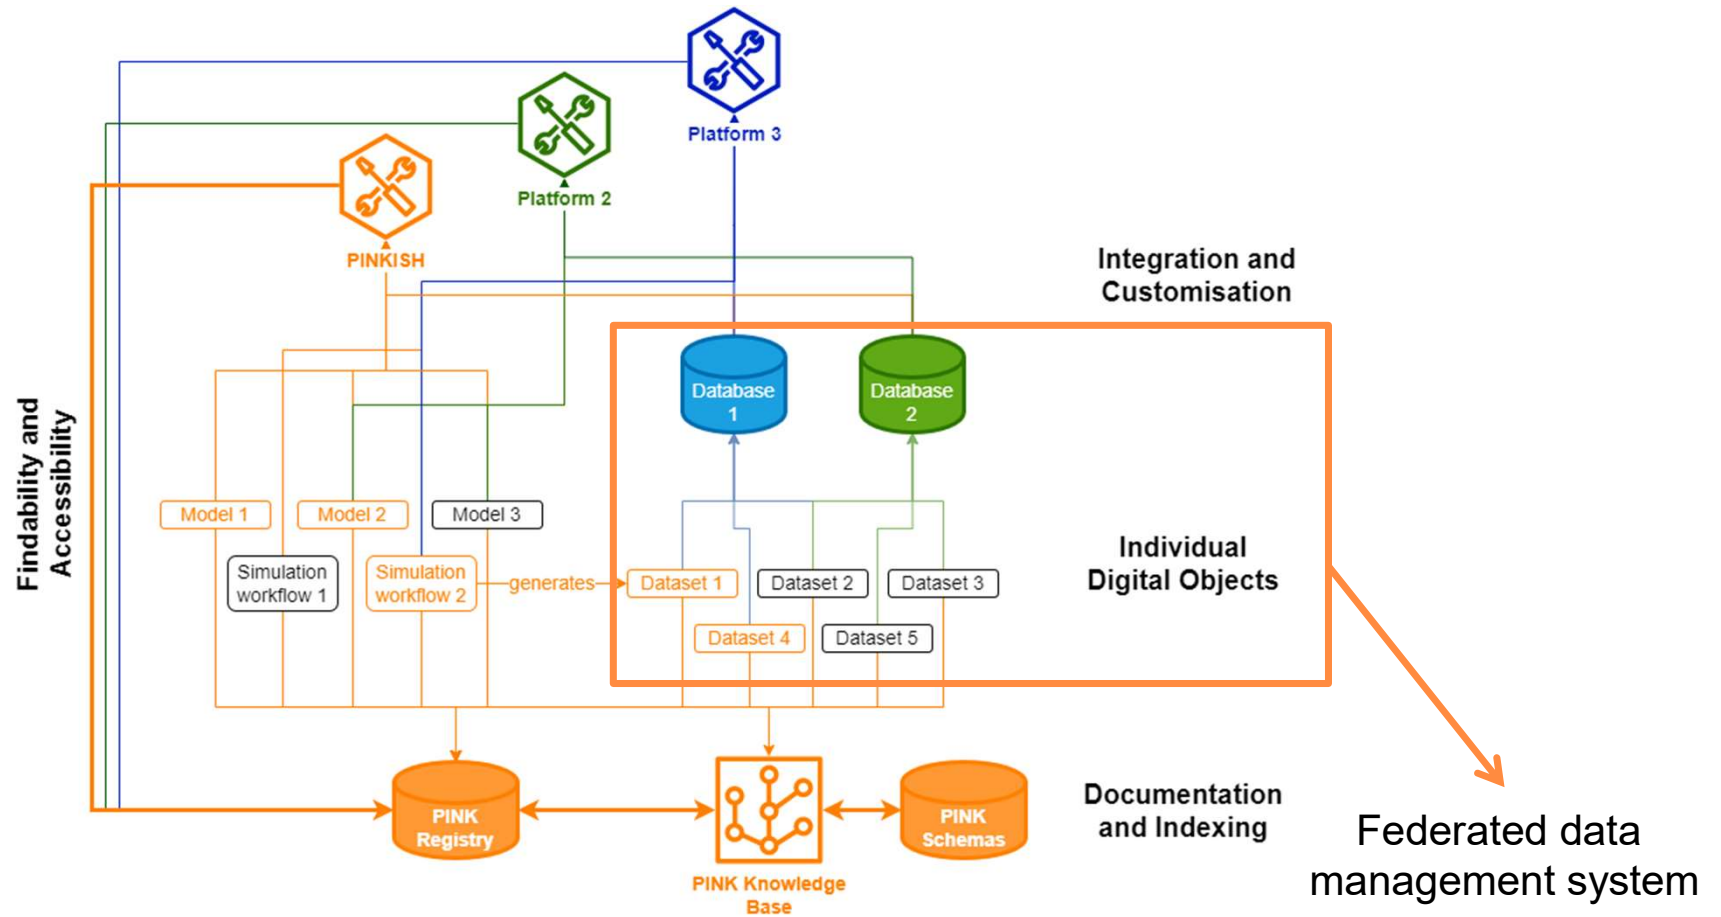 Platform 3
Platform 2
PINKISH
Integration and
Customisation
Database
1
Database
2
Findability and
Accessibility
Model 1
Model 2
Model 3
Individual
Digital Objects
Simulation
workflow 1
Simulation
workflow 2
generates
Dataset 1
Dataset 2
Dataset 3
Dataset 4
Dataset 5
Documentation
and Indexing
PINK
Registry
PINK
Schemas
PINK Knowledge
Base
Federated data
management system